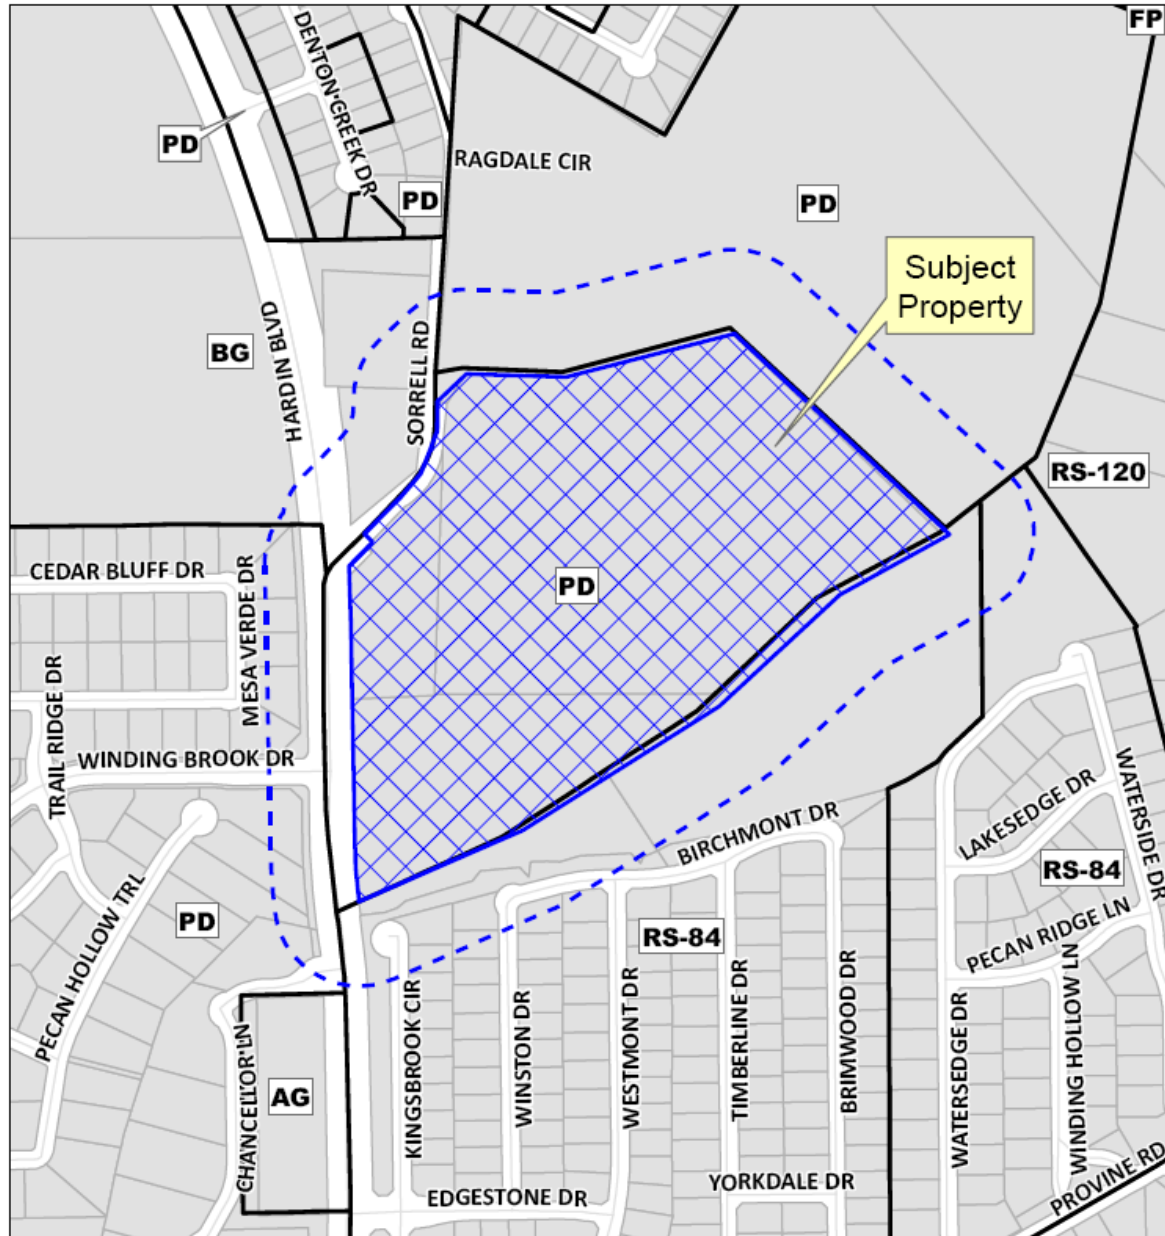 FP
DENTON CREEK DR
PD
RAGDALE CIR
PD
PD
Subject
Property
HARDIN BLVD
BG
SORRELL RD
RS-120
CEDAR BLUFF DR
MESA VERDE DR
PD
TRAIL RIDGE DR
WINDING BROOK DR
WATERSIDE DR
LAKESEDGE DR
BIRCHMONT DR
RS-84
PECAN HOLLOW TRL
PD
RS-84
PECAN RIDGE LN
KINGSBROOK CIR
WINSTON DR
WESTMONT DR
TIMBERLINE DR
BRIMWOOD DR
WATERSEDGE DR
WINDING HOLLOW LN
CHANCELLOR LN
AG
PROVINE RD
EDGESTONE DR
YORKDALE DR